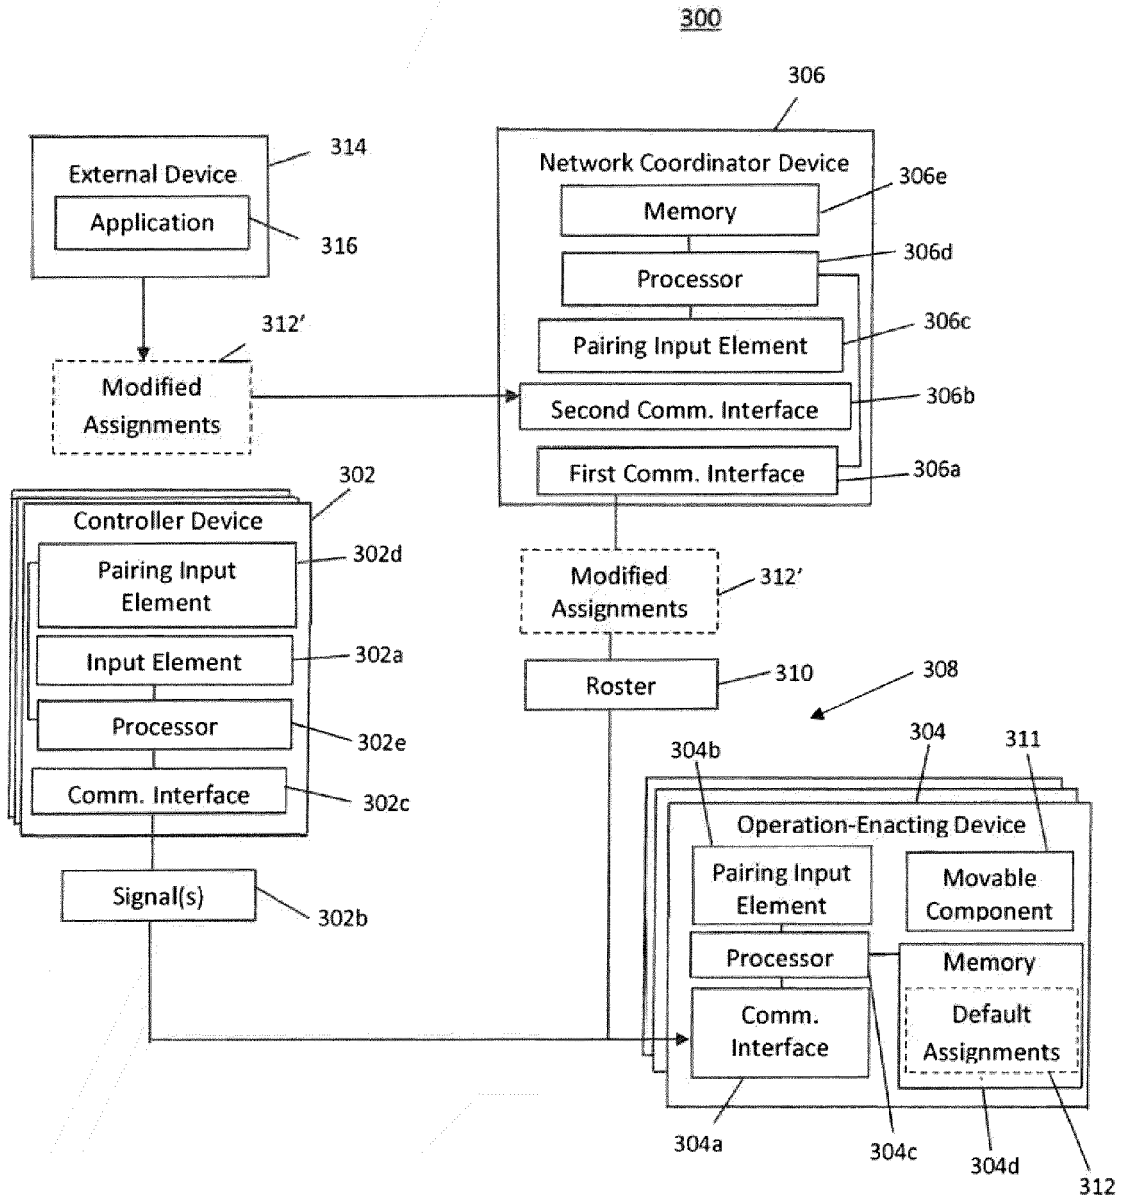 300
306
314
External Device
Application
316
Network Coordinator Device
306e
Memory
306d
Processor
306c
Pairing Input Element
306b
Second Comm. Interface
First Comm. Interface
306a
312’
Modified
Assignments
302
Controller Device
302d
Pairing Input
Element
Input Element
302a
Processor
302e
Comm. Interface
302c
Signal(s)
302b
Modified
Assignments
312’
Roster
310
308
304
311
304b
Operation-Enacting Device
Pairing Input
Element
Movable
Component
Processor
Memory
Comm.
Interface
Default
Assignments
304a
304c
304d
312